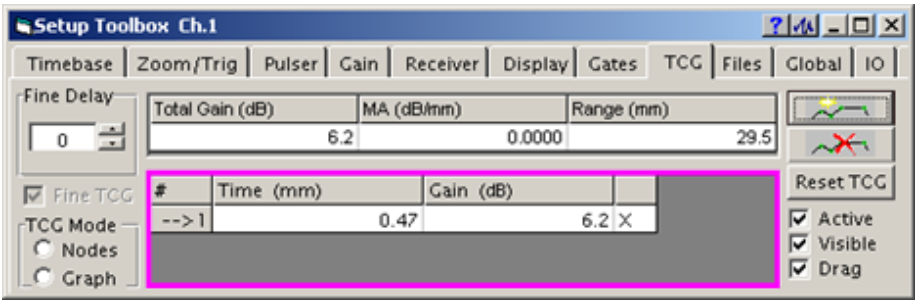 Setup Toolbox Ch.1
Timebase Zoom/Trig Pulser Gain Receiver Display Gates TCG Files Global IO
Fine Delay
0
Total Gain (dB) MA (dB/mm) Range (mm)
6.2 0.0000 29.5
Fine TCG
TCG Mode
Nodes
Graph
# Time (mm) Gain (dB)
-->1 0.47 6.2 X
Reset TCG
Active
Visible
Drag